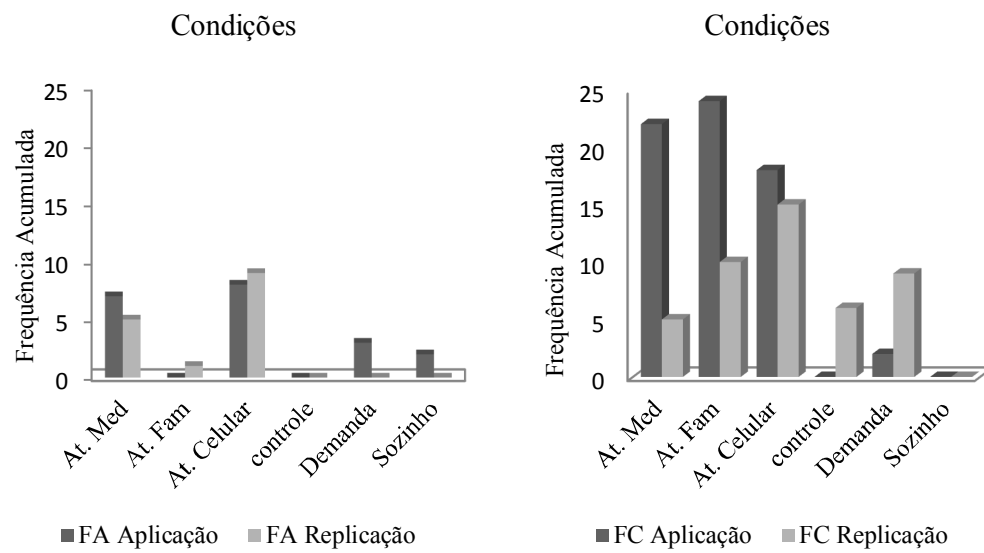 Condições
Frequência Acumulada
25
20
15
10
5
0
At. Med
At. Fam
At. Celular
controle
Demanda
Sozinho
FA Aplicação
FA Replicação
Condições
Frequência Acumulada
25
20
15
10
5
0
At. Med
At. Fam
At. Celular
controle
Demanda
Sozinho
FC Aplicação
FC Replicação